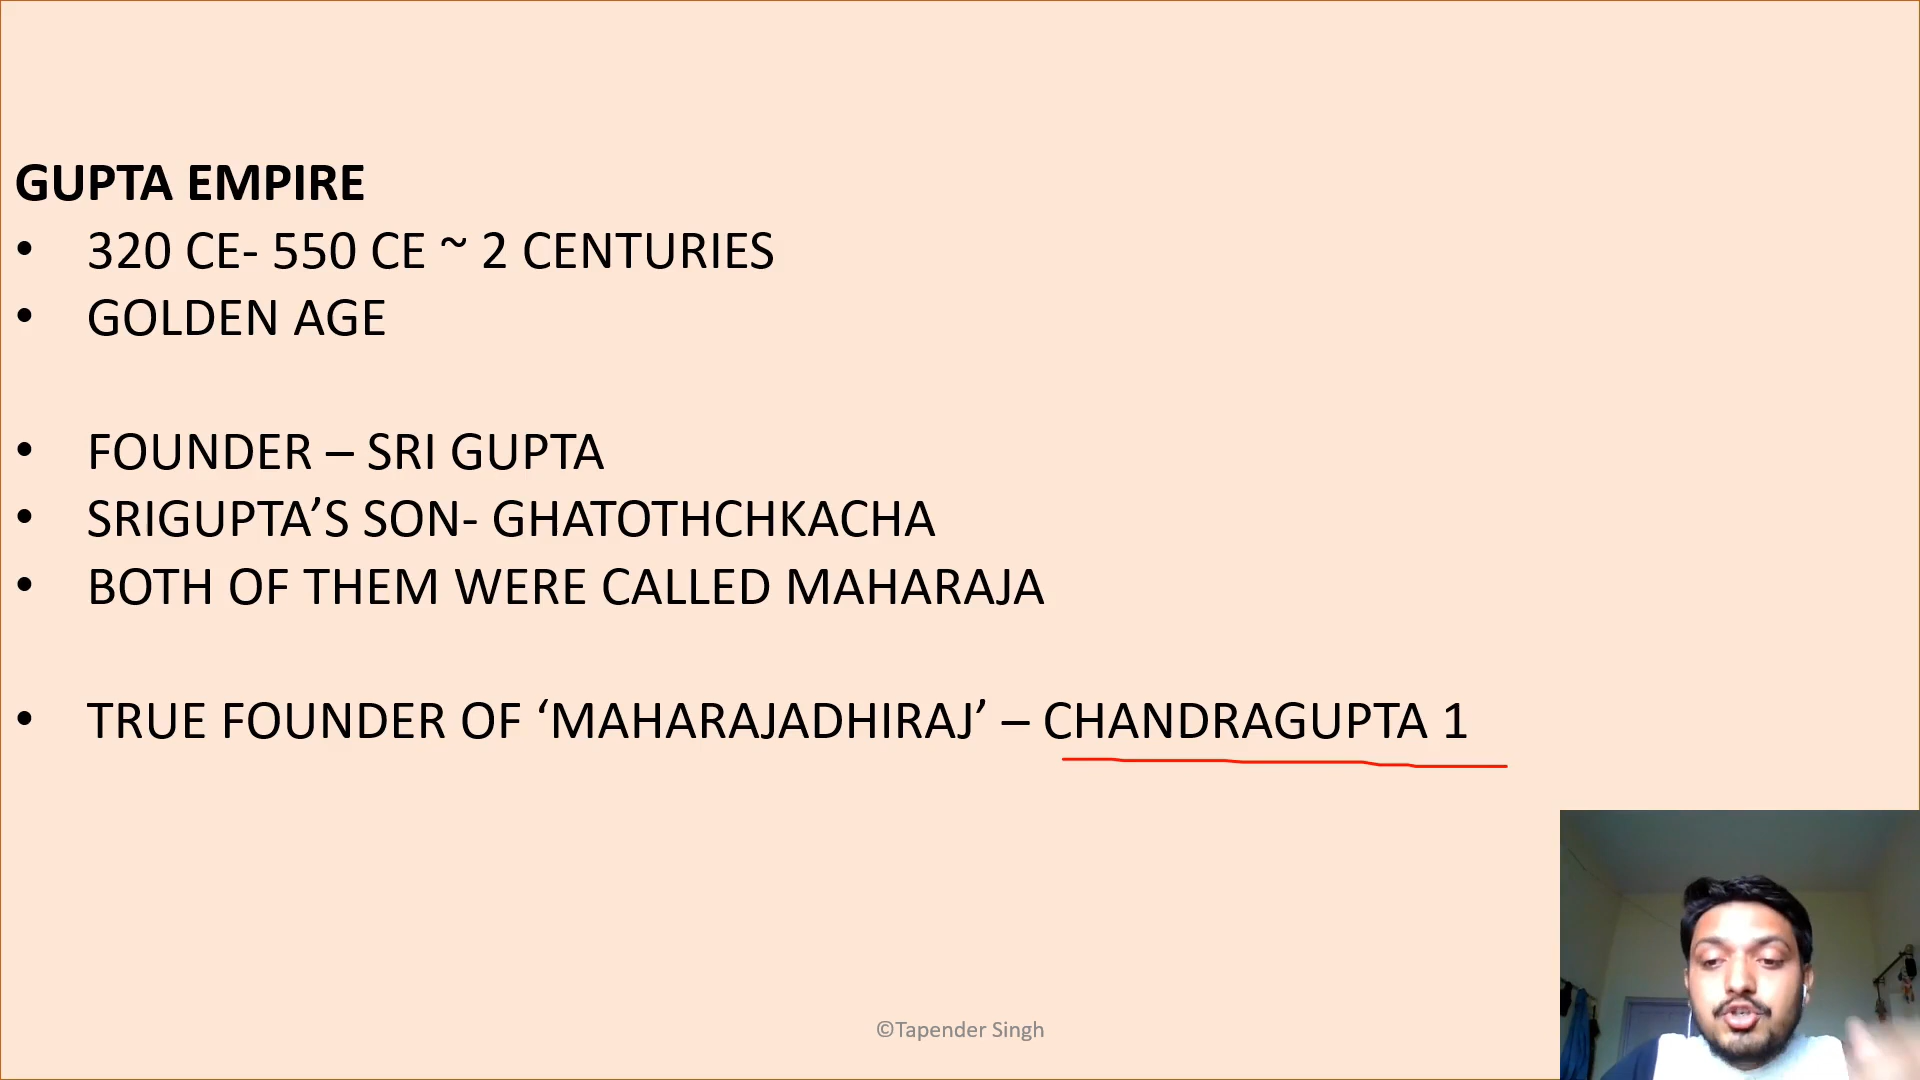 GUPTA EMPIRE
• 320 CE- 550 CE ~ 2 CENTURIES
• GOLDEN AGE
• FOUNDER – SRI GUPTA
• SRIGUPTA’S SON- GHATOTHCHKACHA
• BOTH OF THEM WERE CALLED MAHARAJA
• TRUE FOUNDER OF ‘MAHARAJADHIRAJ’ – CHANDRAGUPTA 1
©Tapender Singh